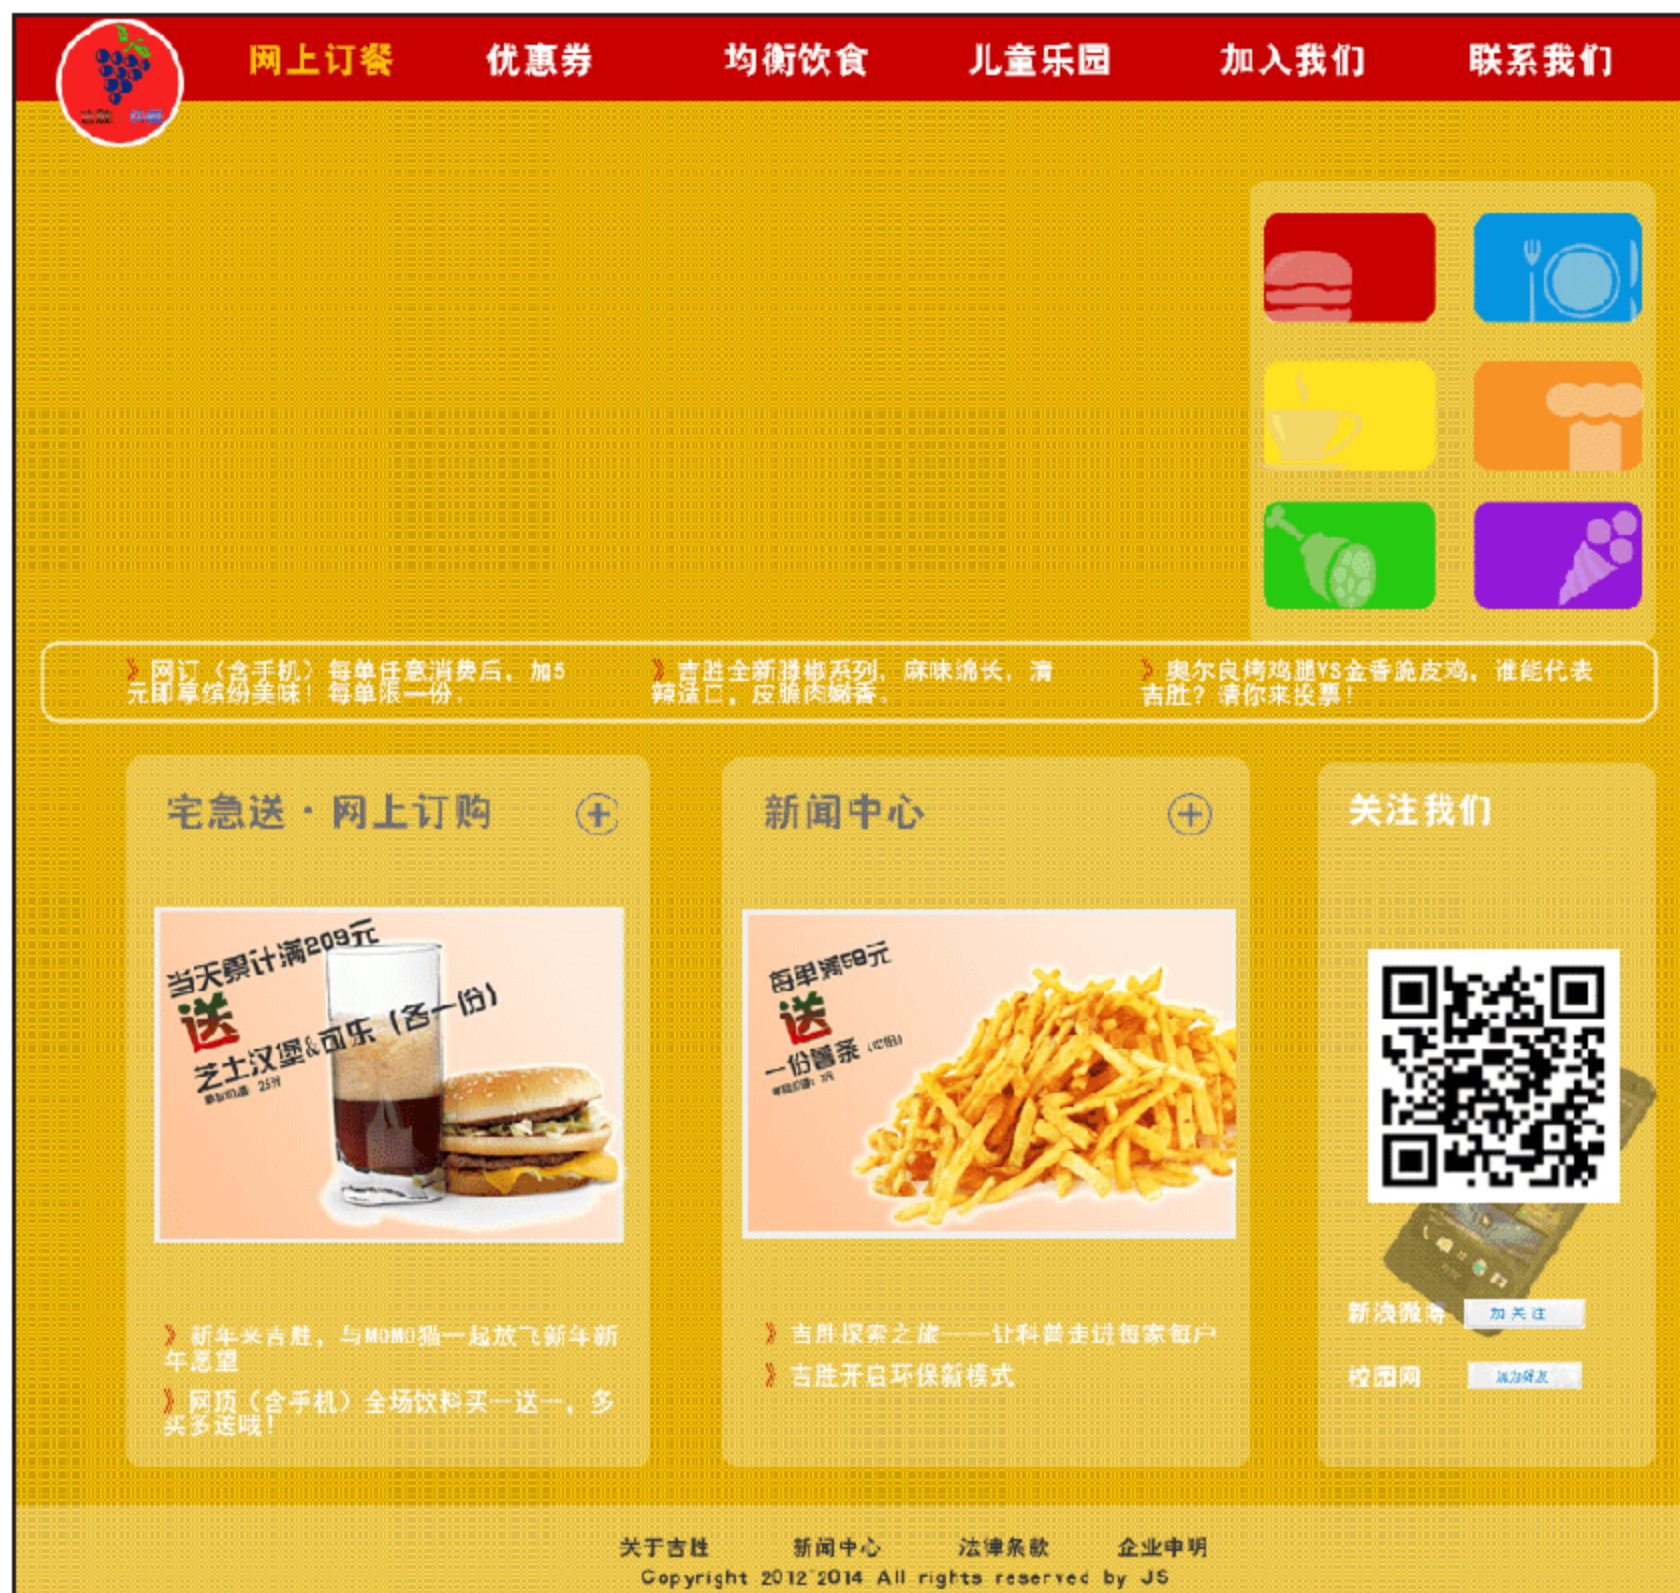 网上订餐
优惠券
均衡饮食
儿童乐园
加入我们
联系我们
》网订（含手机）每单任意消费后，加5
元即享缤纷美味！每单限一份。
》吉胜全新藤椒系列，麻味绵长，清
辣适口，皮脆肉嫩香。
》奥尔良烤鸡腿VS金香脆皮鸡，谁能代表
吉胜？请你来投票！
宅急送·网上订购
当天累计满209元
送
芝士汉堡&可乐（各一份）
》新年来吉胜，与MOMO猫一起放飞新年新
年愿望
》网顶（含手机）全场饮料买一送一，多
买多送哦！
新闻中心
每单满69元
送
一份薯条
》吉胜探索之旅——让科普走进每家每户
》吉胜开启环保新模式
关注我们
新浪微博 加关注
校园网 加为好友
关于吉胜 新闻中心 法律条款 企业申明
Copyright 2012~2014 All rights reserved by JS